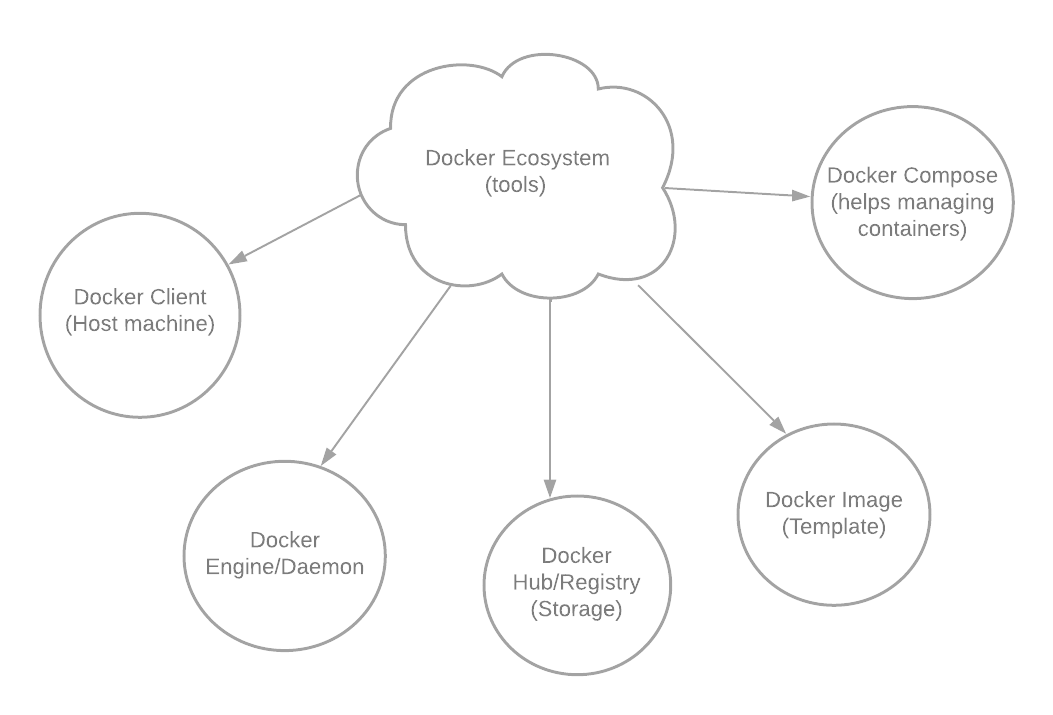 Docker Ecosystem
(tools)
Docker Compose
(helps managing
containers)
Docker Client
(Host machine)
Docker Image
(Template)
Docker
Engine/Daemon
Docker
Hub/Registry
(Storage)